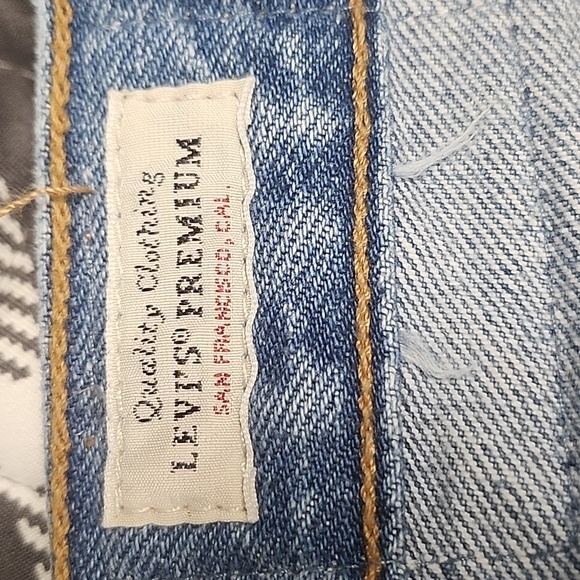 Quality Clothing
LEVI'S® PREMIUM
SAN FRANCISCO, CAL.